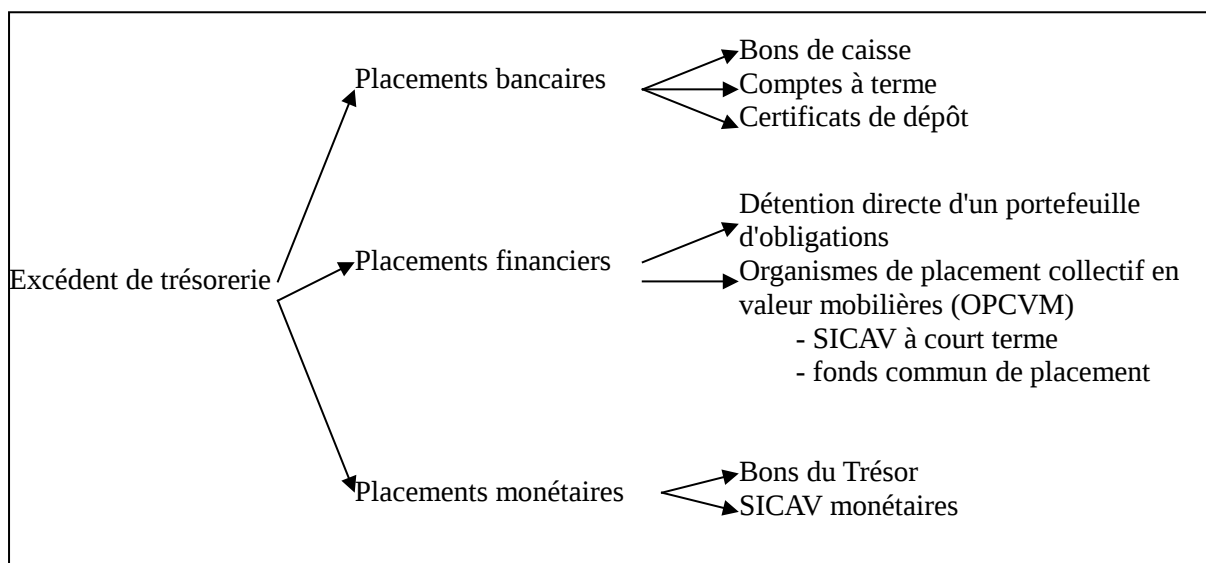 Excédent de trésorerie
Placements bancaires
Bons de caisse
Comptes à terme
Certificats de dépôt
Placements financiers
Détention directe d'un portefeuille
d'obligations
Organismes de placement collectif en
valeur mobilières (OPCVM)
- SICAV à court terme
- fonds commun de placement
Placements monétaires
Bons du Trésor
SICAV monétaires